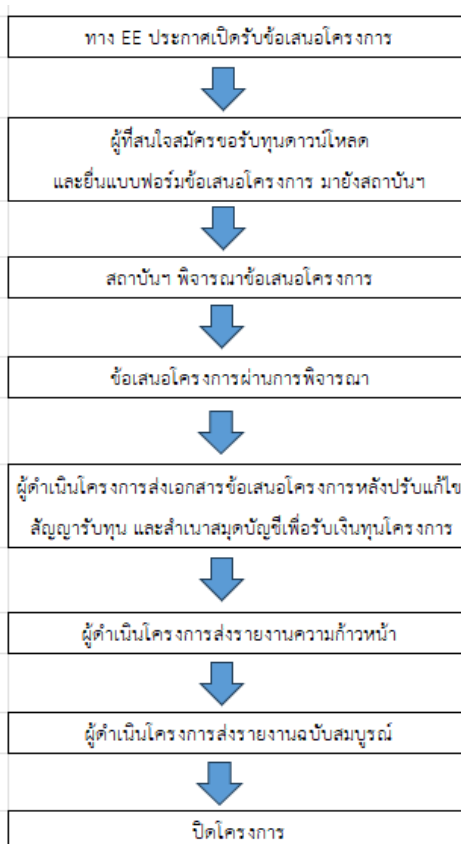 ทาง EE ประกาศเปิดรับข้อเสนอโครงการ
ผู้ที่สนใจสมัครขอรับทุนดาวน์โหลด
และยื่นแบบฟอร์มข้อเสนอโครงการ มายังสถาบันฯ
สถาบันฯ พิจารณาข้อเสนอโครงการ
ข้อเสนอโครงการผ่านการพิจารณา
ผู้ดำเนินโครงการส่งเอกสารข้อเสนอโครงการหลังปรับแก้ไข
สัญญารับทุน และสำเนาสมุดบัญชีเพื่อรับเงินทุนโครงการ
ผู้ดำเนินโครงการส่งรายงานความก้าวหน้า
ผู้ดำเนินโครงการส่งรายงานฉบับสมบูรณ์
ปิดโครงการ